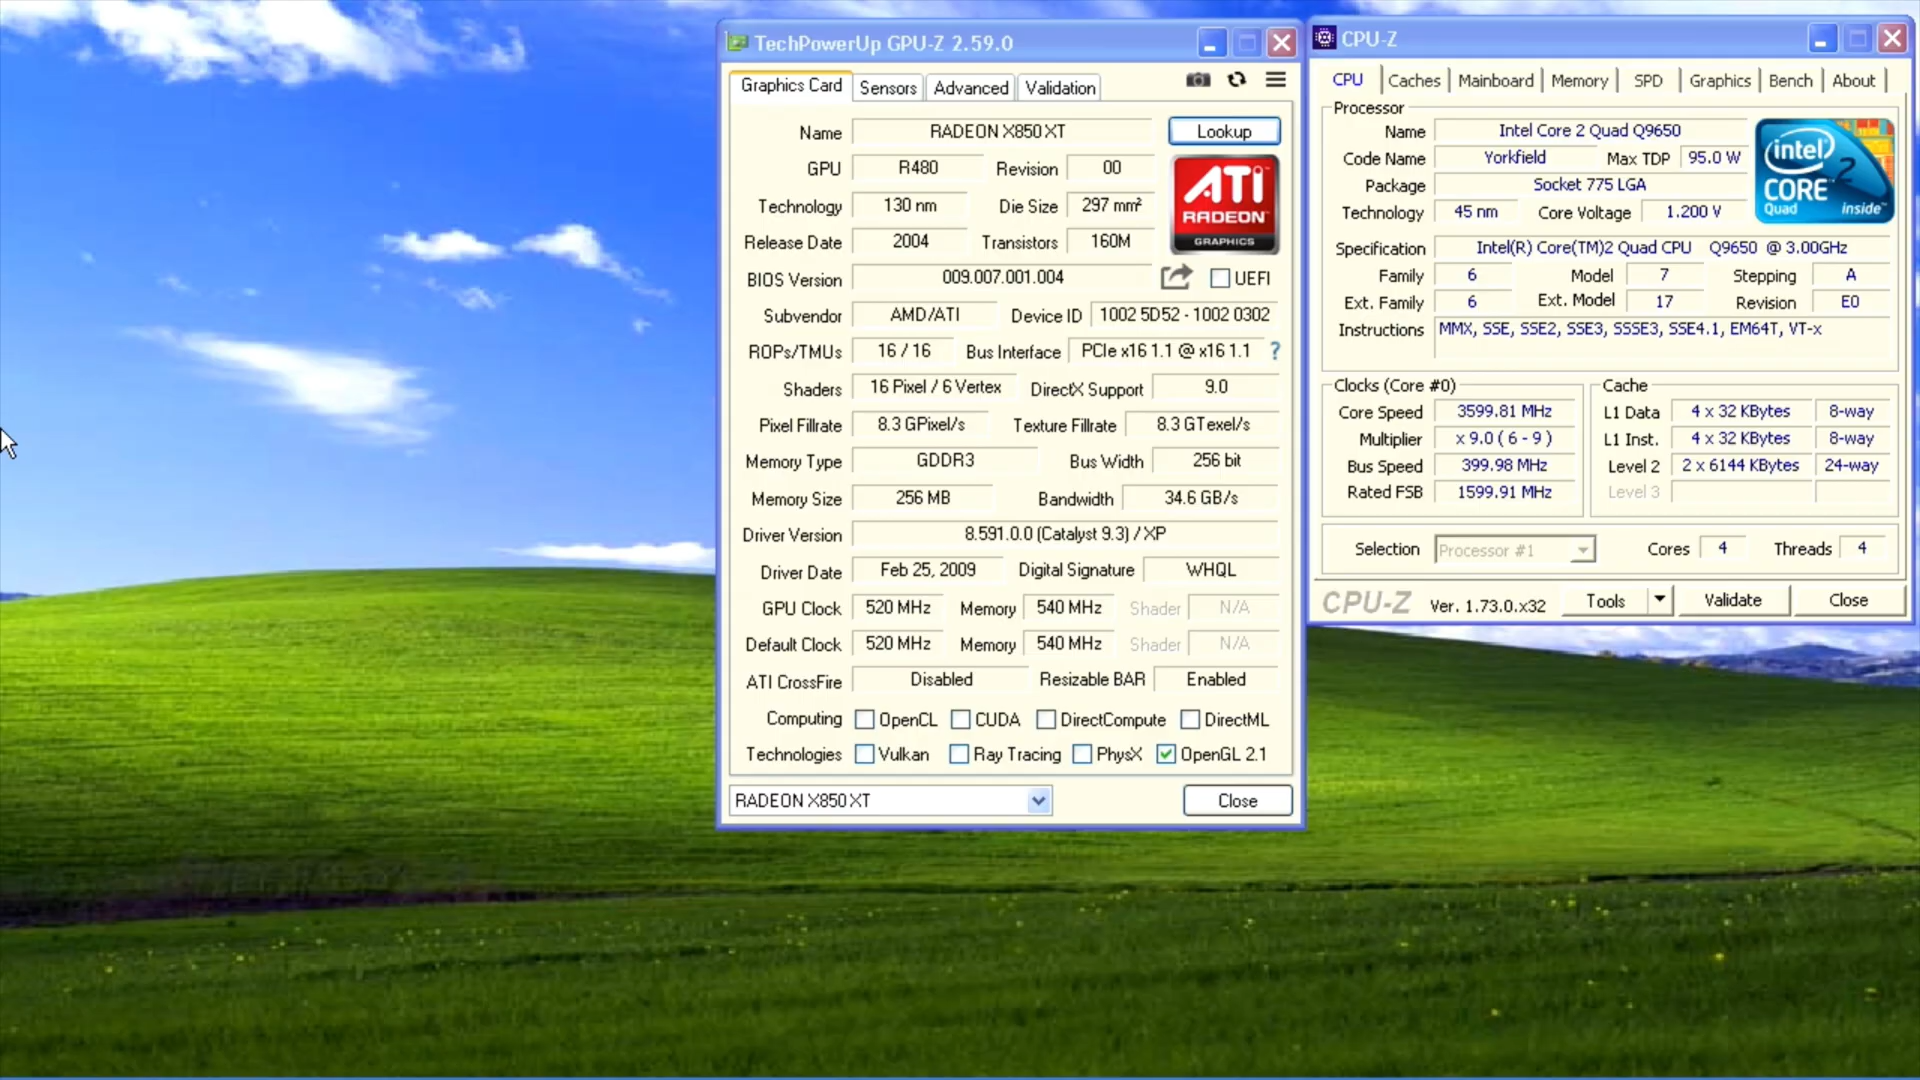 TechPowerUp GPU-Z 2.59.0
Graphics Card Sensors Advanced Validation
Name RADEON X850 XT Lookup
GPU R480 Revision 00
Technology 130 nm Die Size 297 mm²
Release Date 2004 Transistors 160M
BIOS Version 009.007.001.004 UEFI
Subvendor AMD/ATI Device ID 1002 5D52 - 1002 0302
ROPs/TMUs 16 / 16 Bus Interface PCIe x16 1.1 @ x16 1.1 ?
Shaders 16 Pixel / 6 Vertex DirectX Support 9.0
Pixel Fillrate 8.3 GPixel/s Texture Fillrate 8.3 GTexel/s
Memory Type GDDR3 Bus Width 256 bit
Memory Size 256 MB Bandwidth 34.6 GB/s
Driver Version 8.591.0.0 (Catalyst 9.3) / XP
Driver Date Feb 25, 2009 Digital Signature WHQL
GPU Clock 520 MHz Memory 540 MHz Shader N/A
Default Clock 520 MHz Memory 540 MHz Shader N/A
ATI CrossFire Disabled Resizable BAR Enabled
Computing OpenCL CUDA DirectCompute DirectML
Technologies Vulkan Ray Tracing PhysX OpenGL 2.1
RADEON X850 XT Close
ATI
RADEON
GRAPHICS
CPU-Z
CPU Caches Mainboard Memory SPD Graphics Bench About
Processor
Name Intel Core 2 Quad Q9650
Code Name Yorkfield Max TDP 95.0 W
Package Socket 775 LGA
Technology 45 nm Core Voltage 1.200 V
Specification Intel(R) Core(TM)2 Quad CPU Q9650 @ 3.00GHz
Family 6 Model 7 Stepping A
Ext. Family 6 Ext. Model 17 Revision E0
Instructions MMX, SSE, SSE2, SSE3, SSSE3, SSE4.1, EM64T, VT-x
intel
CORE 2
Quad inside™
Clocks (Core #0)
Core Speed 3599.81 MHz
Multiplier x 9.0 ( 6 - 9 )
Bus Speed 399.98 MHz
Rated FSB 1599.91 MHz
Cache
L1 Data 4 x 32 KBytes 8-way
L1 Inst. 4 x 32 KBytes 8-way
Level 2 2 x 6144 KBytes 24-way
Level 3
Selection Processor #1 Cores 4 Threads 4
CPU-Z Ver. 1.73.0.x32 Tools Validate Close